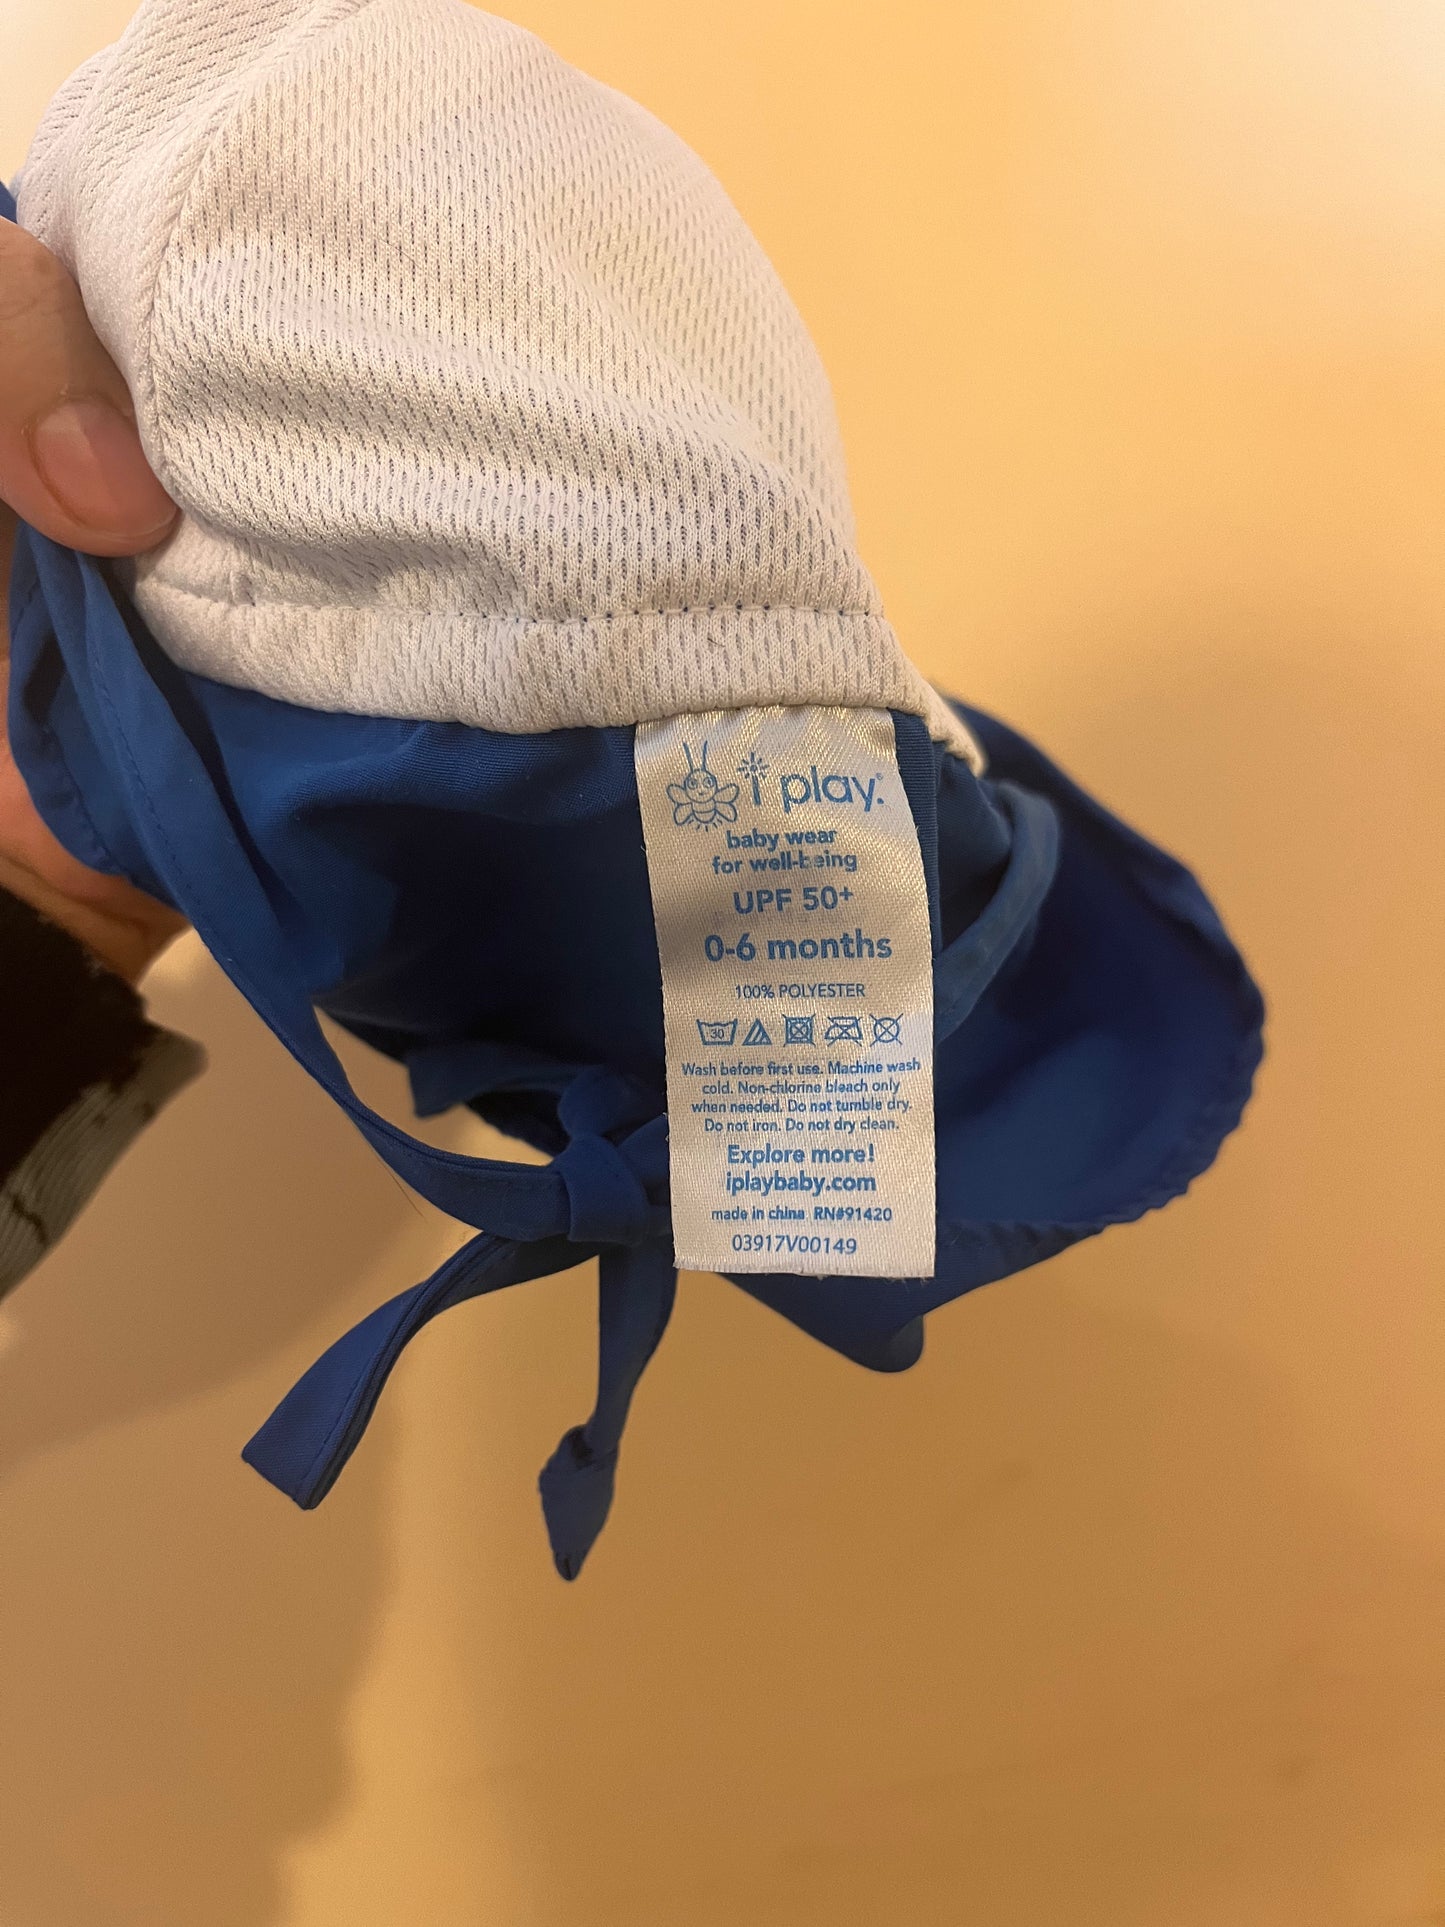 i play.®
baby wear
for well-being
UPF 50+
0-6 months
100% POLYESTER
30
Wash before first use. Machine wash
cold. Non-chlorine bleach only
when needed. Do not tumble dry.
Do not iron. Do not dry clean.
Explore more!
iplaybaby.com
made in china RN#91420
03917V00149